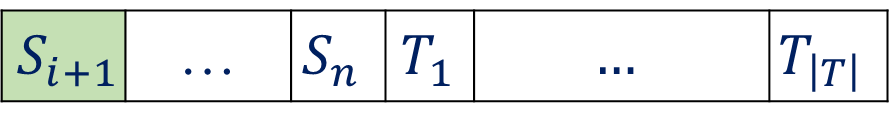 S_{i+1} … S_n T_1 … T_{|T|}